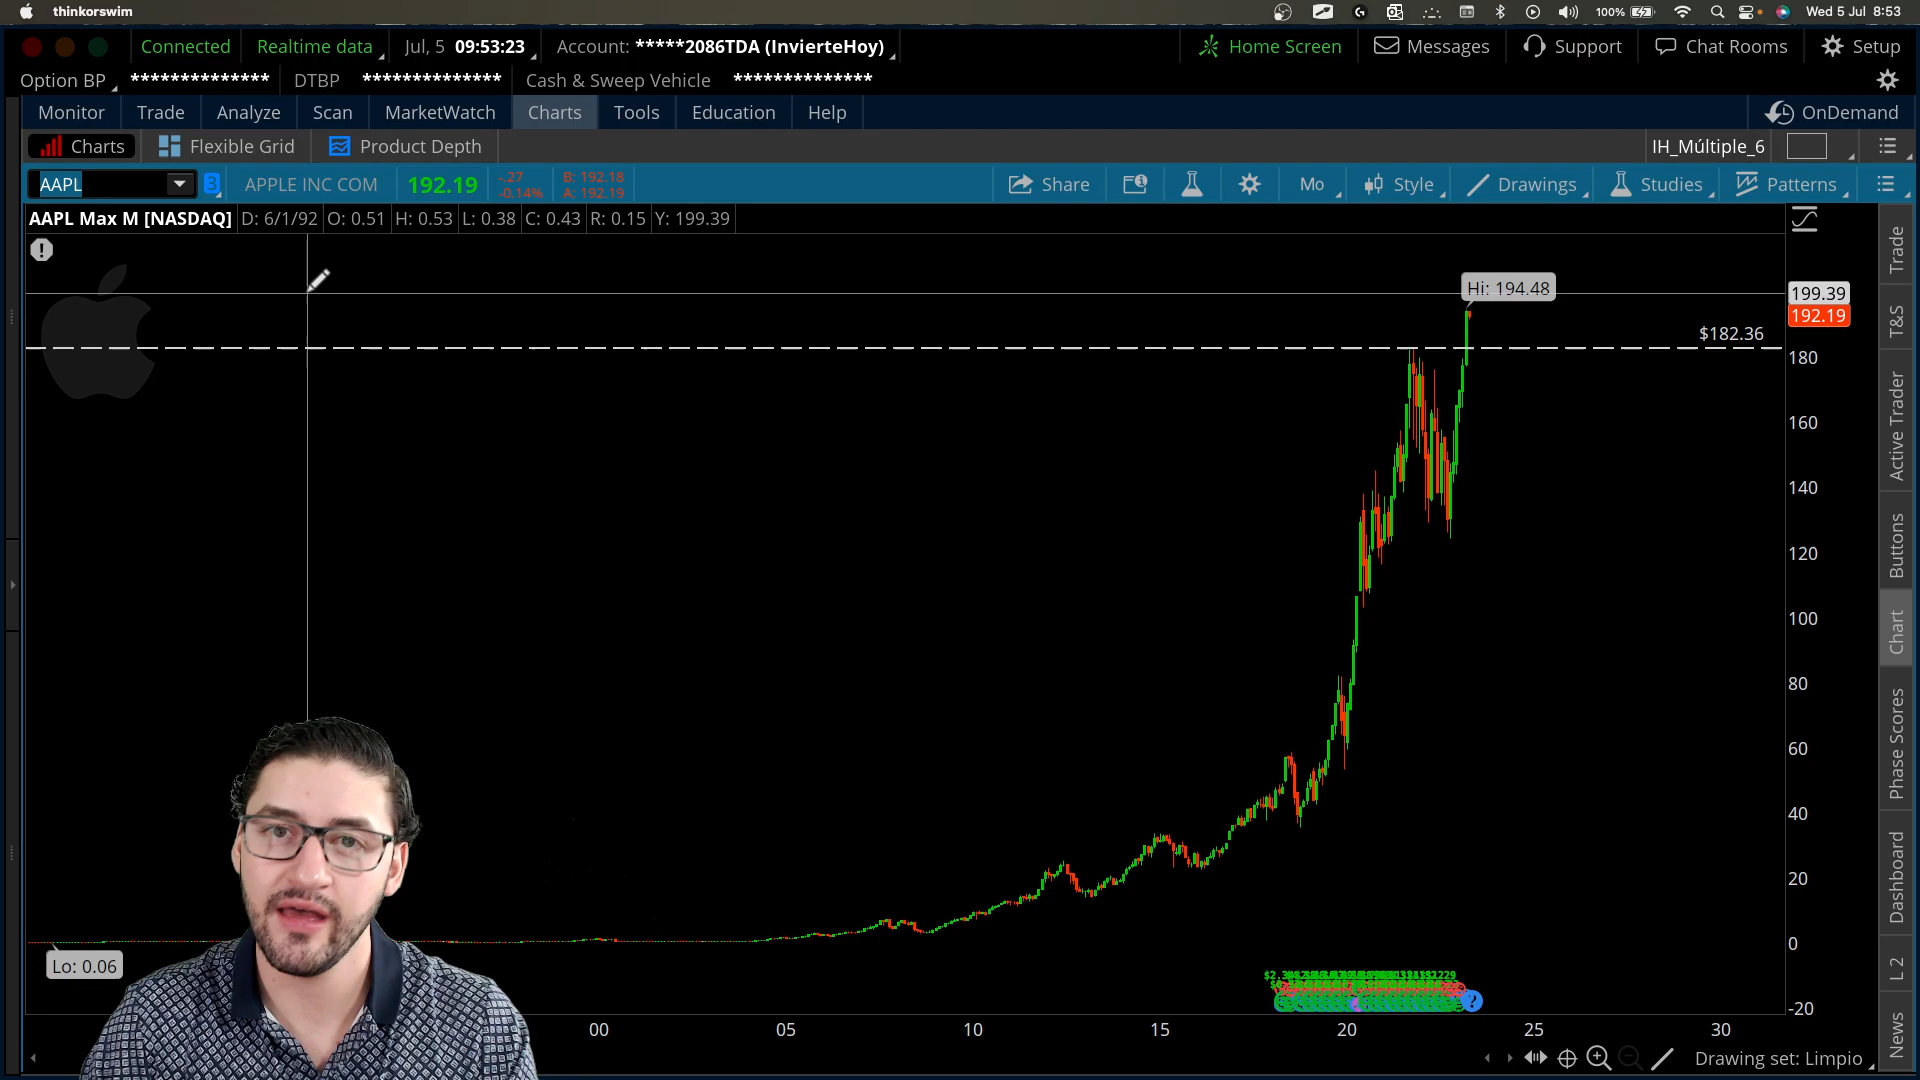 thinkorswim
100%
Wed 5 Jul 8:53
Connected
Realtime data
Jul, 5 09:53:23
Account: *****2086TDA (InvierteHoy)
Home Screen
Messages
Support
Chat Rooms
Setup
Option BP **************
DTBP **************
Cash & Sweep Vehicle **************
Monitor
Trade
Analyze
Scan
MarketWatch
Charts
Tools
Education
Help
OnDemand
Charts
Flexible Grid
Product Depth
IH_Múltiple_6
AAPL
3
APPLE INC COM
192.19
-.27
-0.14%
B: 192.18
A: 192.19
Share
Mo
Style
Drawings
Studies
Patterns
AAPL Max M [NASDAQ]
D: 6/1/92
O: 0.51
H: 0.53
L: 0.38
C: 0.43
R: 0.15
Y: 199.39
Hi: 194.48
199.39
192.19
$182.36
180
160
140
120
100
80
60
40
20
0
-20
Lo: 0.06
00
05
10
15
20
25
30
Drawing set: Limpio
Trade
T&S
Active Trader
Buttons
Chart
Phase Scores
Dashboard
L 2
News